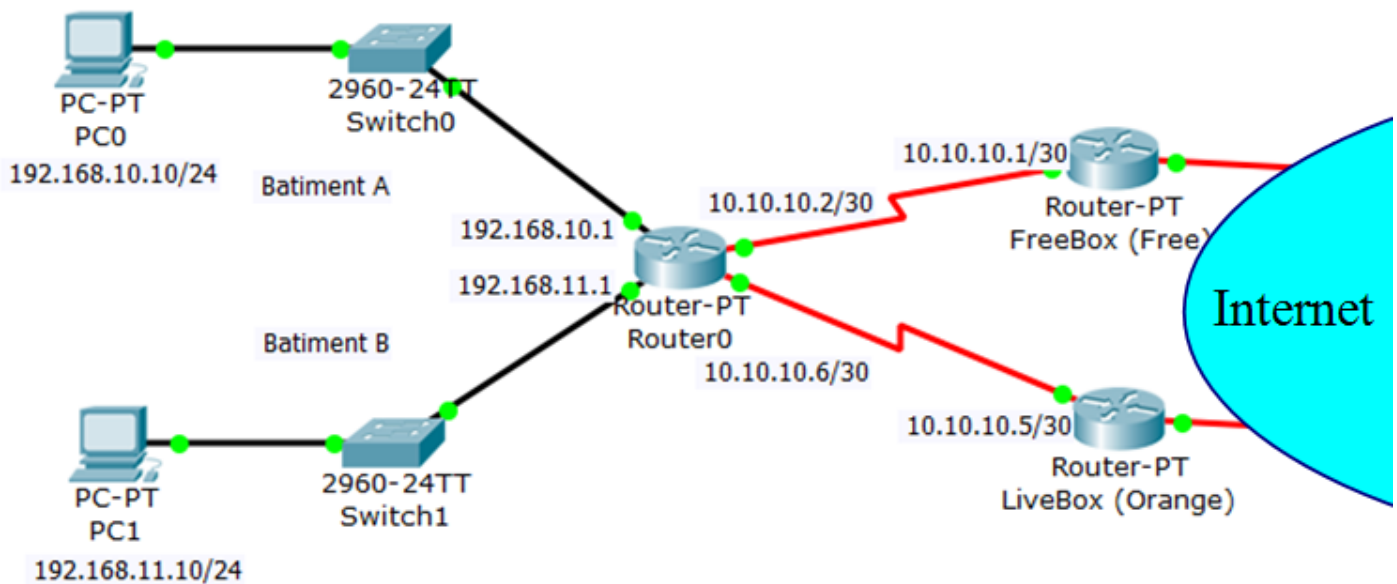 PC-PT
PC0
192.168.10.10/24
2960-24TT
Switch0
Batiment A
192.168.10.1
192.168.11.1
Router-PT
Router0
10.10.10.2/30
10.10.10.1/30
Router-PT
FreeBox (Free)
Internet
Batiment B
10.10.10.6/30
10.10.10.5/30
Router-PT
LiveBox (Orange)
2960-24TT
Switch1
PC-PT
PC1
192.168.11.10/24